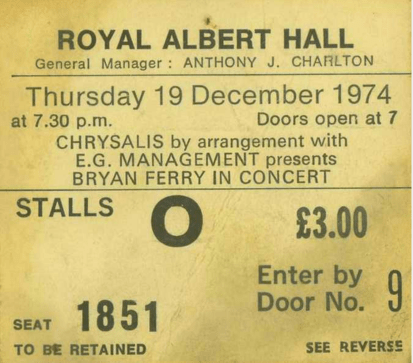 ROYAL ALBERT HALL
General Manager: ANTHONY J. CHARLTON
Thursday 19 December 1974
at 7.30 p.m. Doors open at 7
CHRYSALIS by arrangement with
E.G. MANAGEMENT presents
BRYAN FERRY IN CONCERT
STALLS O £3.00
Enter by
Door No. 9
SEAT 1851
TO BE RETAINED SEE REVERSE